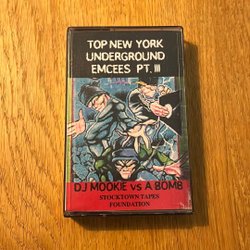 TOP NEW YORK
UNDERGROUND
EMCEES PT. III
DJ MOOKIE vs A BOMB
STOCKTOWN TAPES
FOUNDATION